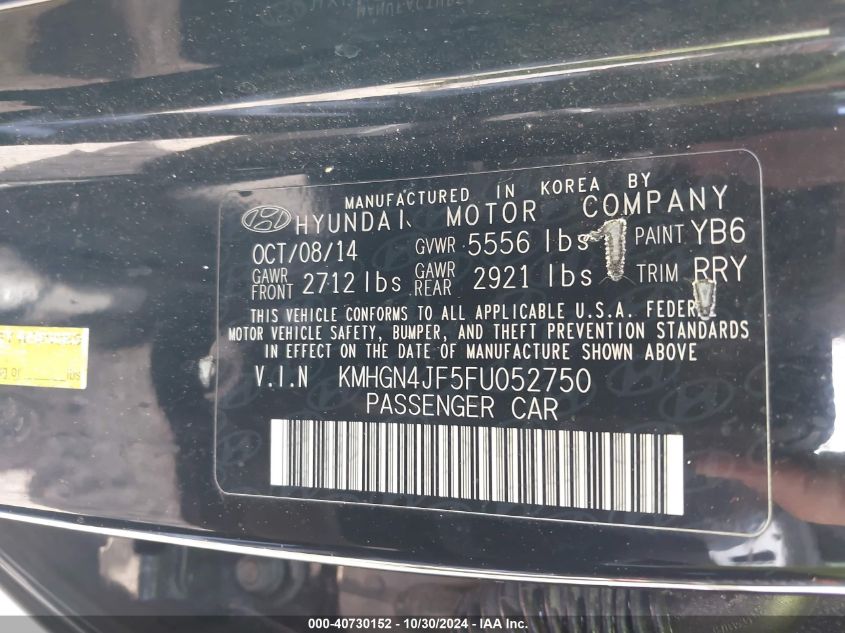 MANUFACTURED IN KOREA BY
HYUNDAI MOTOR COMPANY
OCT/08/14 GVWR 5556 lbs PAINT YB6
GAWR FRONT 2712 lbs GAWR REAR 2921 lbs TRIM RRY
THIS VEHICLE CONFORMS TO ALL APPLICABLE U.S.A. FEDER
MOTOR VEHICLE SAFETY, BUMPER, AND THEFT PREVENTION STANDARDS
IN EFFECT ON THE DATE OF MANUFACTURE SHOWN ABOVE
V.I.N KMHGN4JF5FU052750
PASSENGER CAR
000-40730152 - 10/30/2024 - IAA Inc.